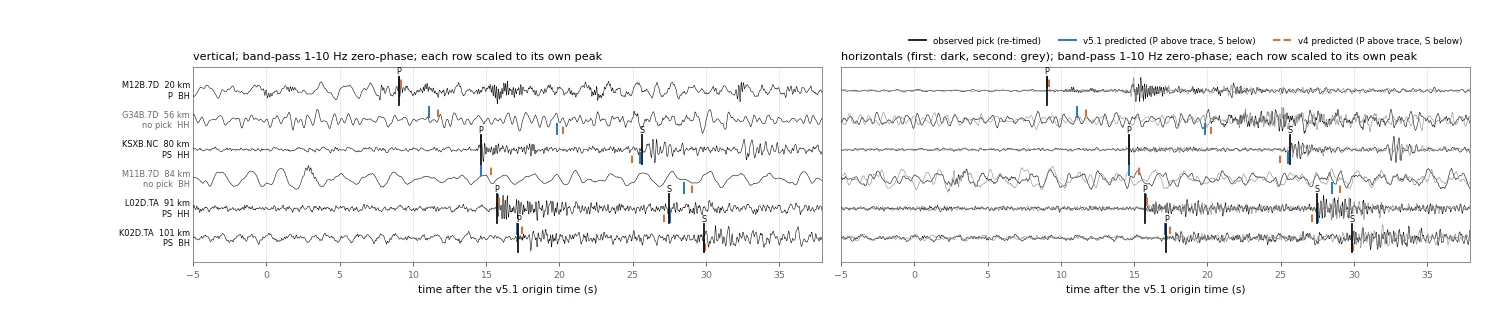 observed pick (re-timed)
v5.1 predicted (P above trace, S below)
v4 predicted (P above trace, S below)
vertical; band-pass 1-10 Hz zero-phase; each row scaled to its own peak
horizontals (first: dark, second: grey); band-pass 1-10 Hz zero-phase; each row scaled to its own peak
M12B.7D 20 km
P BH
G34B.7D 56 km
no pick HH
KSXB.NC 80 km
PS HH
M11B.7D 84 km
no pick BH
L02D.TA 91 km
PS HH
K02D.TA 101 km
PS BH
P
P
S
P
S
P
S
P
P
S
P
S
P
S
−5 0 5 10 15 20 25 30 35
−5 0 5 10 15 20 25 30 35
time after the v5.1 origin time (s)
time after the v5.1 origin time (s)